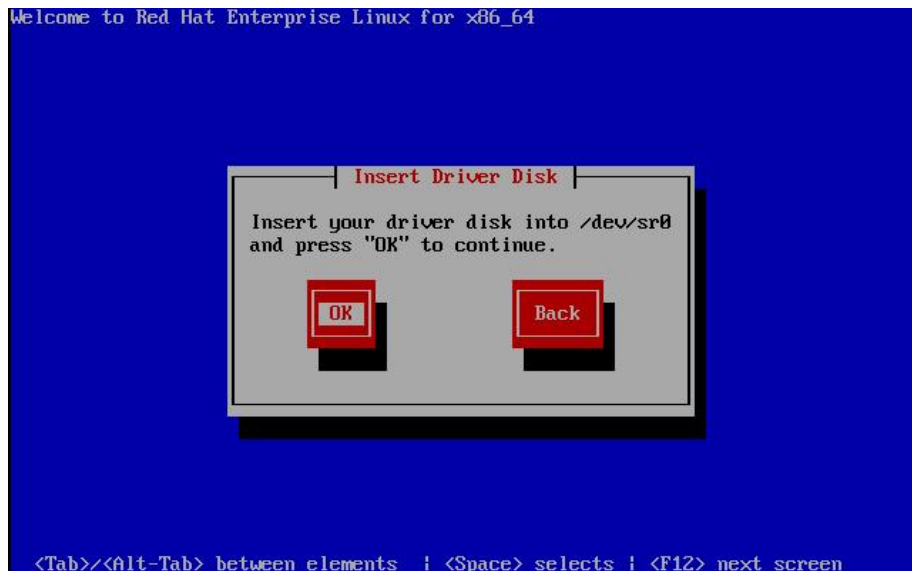 Welcome to Red Hat Enterprise Linux for x86_64
Insert Driver Disk
Insert your driver disk into /dev/sr0
and press "OK" to continue.
OK Back
<Tab>/<Alt-Tab> between elements | <Space> selects | <F12> next screen